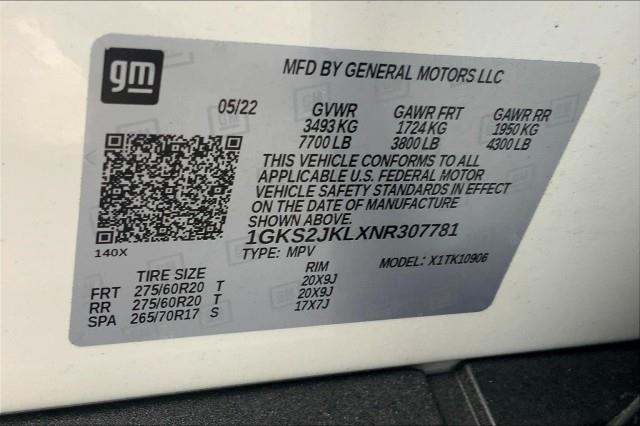 gm
MFD BY GENERAL MOTORS LLC
05/22 GVWR GAWR FRT GAWR RR
3493 KG 1724 KG 1950 KG
7700 LB 3800 LB 4300 LB
THIS VEHICLE CONFORMS TO ALL
APPLICABLE U.S. FEDERAL MOTOR
VEHICLE SAFETY STANDARDS IN EFFECT
ON THE DATE OF MANUFACTURE
SHOWN ABOVE.
1GKS2JKLXNR307781
140X
TYPE: MPV MODEL: X1TK10906
TIRE SIZE RIM
FRT 275/60R20 T 20X9J
RR 275/60R20 T 20X9J
SPA 265/70R17 S 17X7J